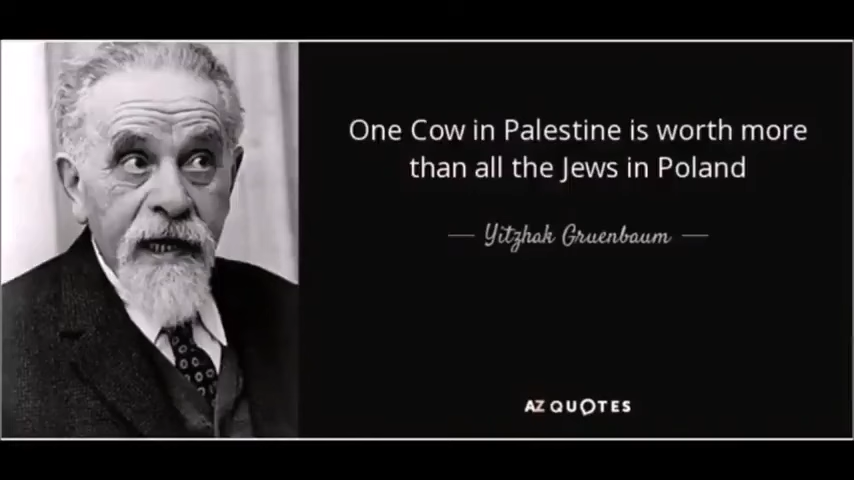 One Cow in Palestine is worth more
than all the Jews in Poland
Yitzhak Gruenbaum
AZ QUOTES